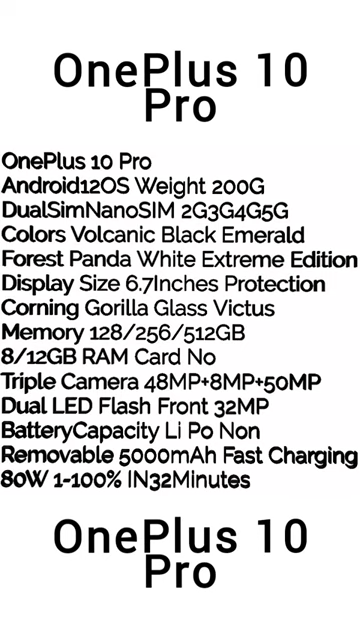 OnePlus 10
Pro
OnePlus 10 Pro
Android12OS Weight 200G
DualSimNanoSIM 2G3G4G5G
Colors Volcanic Black Emerald
Forest Panda White Extreme Edition
Display Size 6.7Inches Protection
Corning Gorilla Glass Victus
Memory 128/256/512GB
8/12GB RAM Card No
Triple Camera 48MP+8MP+50MP
Dual LED Flash Front 32MP
BatteryCapacity Li Po Non
Removable 5000mAh Fast Charging
80W 1-100% IN32Minutes
OnePlus 10
Pro